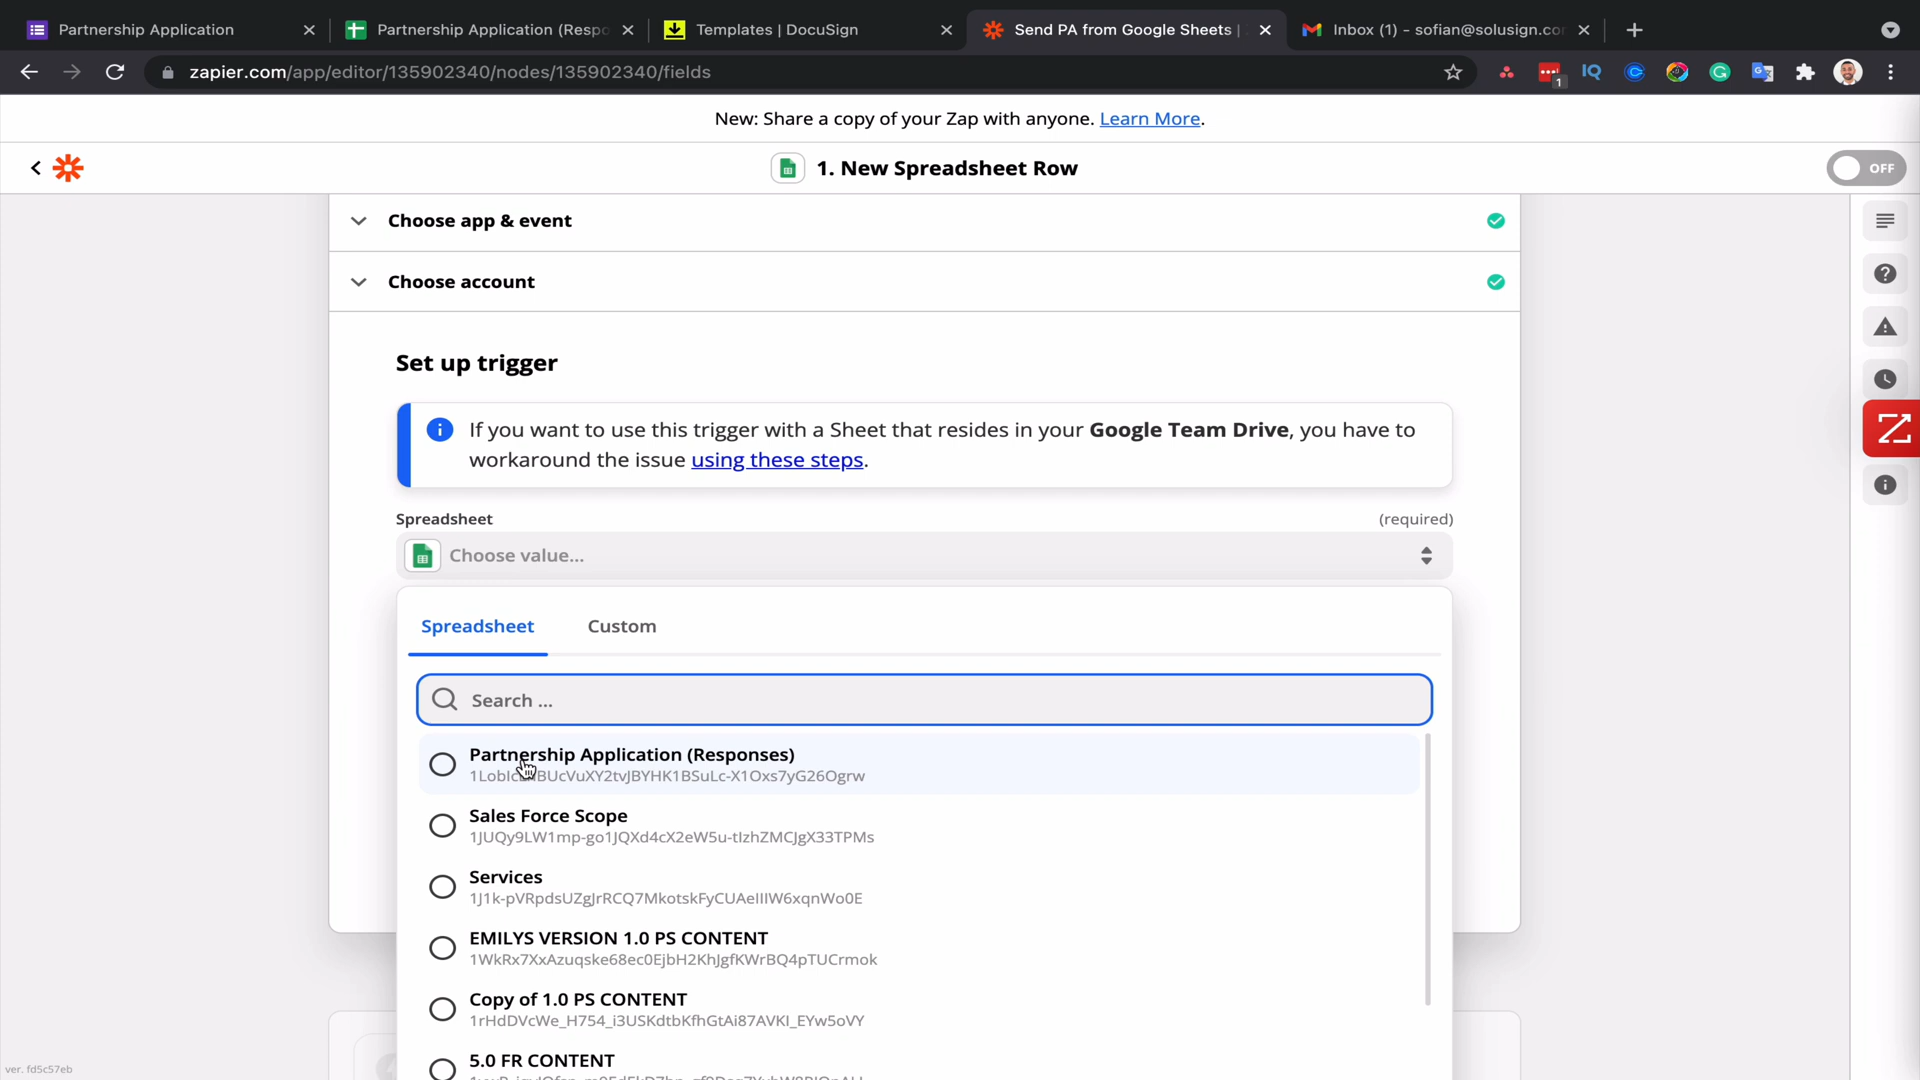 Partnership Application
Partnership Application (Respo
Templates | DocuSign
Send PA from Google Sheets |
Inbox (1) - sofian@solusign.co
zapier.com/app/editor/135902340/nodes/135902340/fields
1
New: Share a copy of your Zap with anyone. Learn More.
1. New Spreadsheet Row
OFF
Choose app & event
Choose account
Set up trigger
If you want to use this trigger with a Sheet that resides in your Google Team Drive, you have to
workaround the issue using these steps.
Spreadsheet
(required)
Choose value...
Spreadsheet
Custom
Search ...
Partnership Application (Responses)
Sales Force Scope
1JUQy9LW1mp-go1JQXd4cX2eW5u-tIzhZMCJgX33TPMs
Services
1J1k-pVRpdsUZgJrRCQ7MkotskFyCUAeIIIW6xqnWo0E
EMILYS VERSION 1.0 PS CONTENT
1WkRx7XxAzuqske68ec0EjbH2KhJgfKWrBQ4pTUCrmok
Copy of 1.0 PS CONTENT
1rHdDVcWe_H754_i3USKdtbKfhGtAi87AVKI_EYw5oVY
5.0 FR CONTENT
ver. fd5c57eb